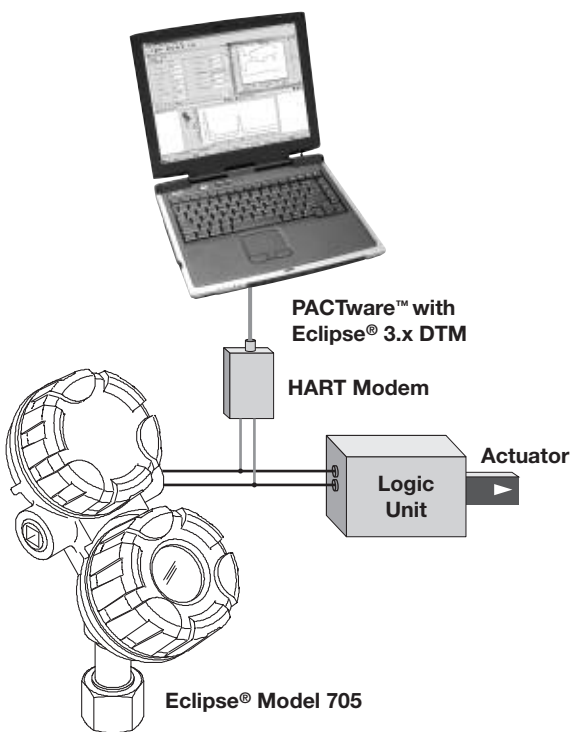 PACTware™ with
Eclipse® 3.x DTM
HART Modem
Actuator
Logic
Unit
Eclipse® Model 705